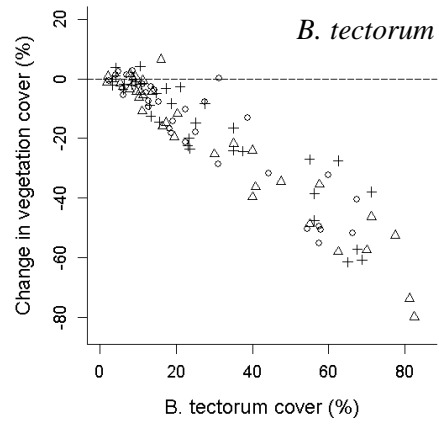 B. tectorum
20
0
-20
-40
-60
-80
Change in vegetation cover (%)
0 20 40 60 80
B. tectorum cover (%)